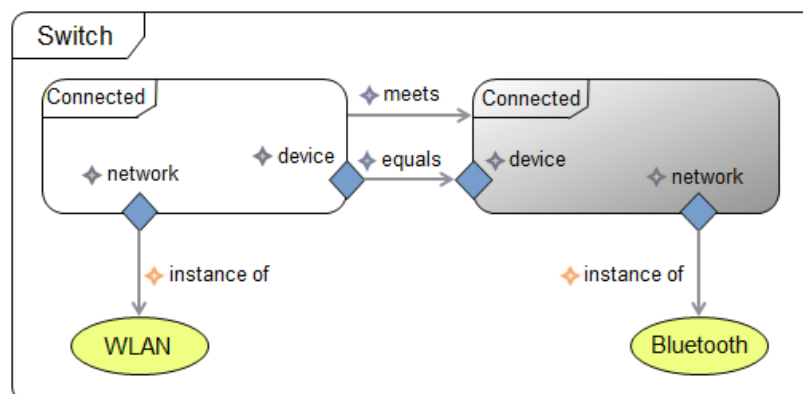 Switch
Connected
meets
Connected
device
equals
device
network
network
instance of
instance of
WLAN
Bluetooth